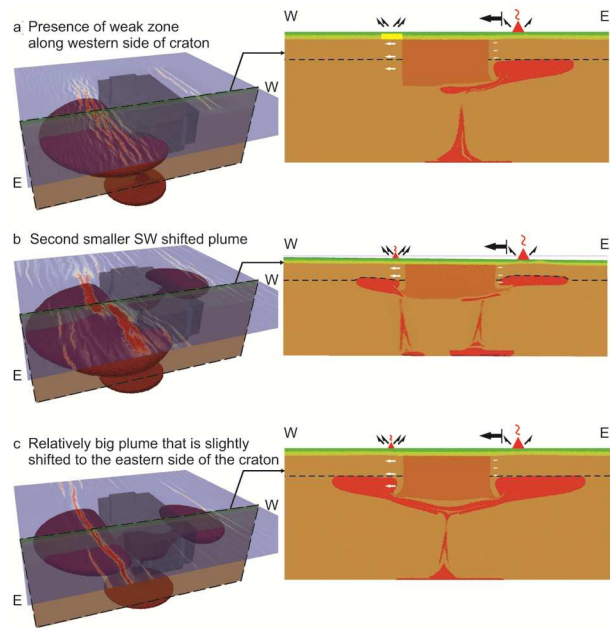 a Presence of weak zone
along western side of craton
W
E
W
E
b Second smaller SW shifted plume
W
E
W
E
c Relatively big plume that is slightly
shifted to the eastern side of the craton
W
E
W
E